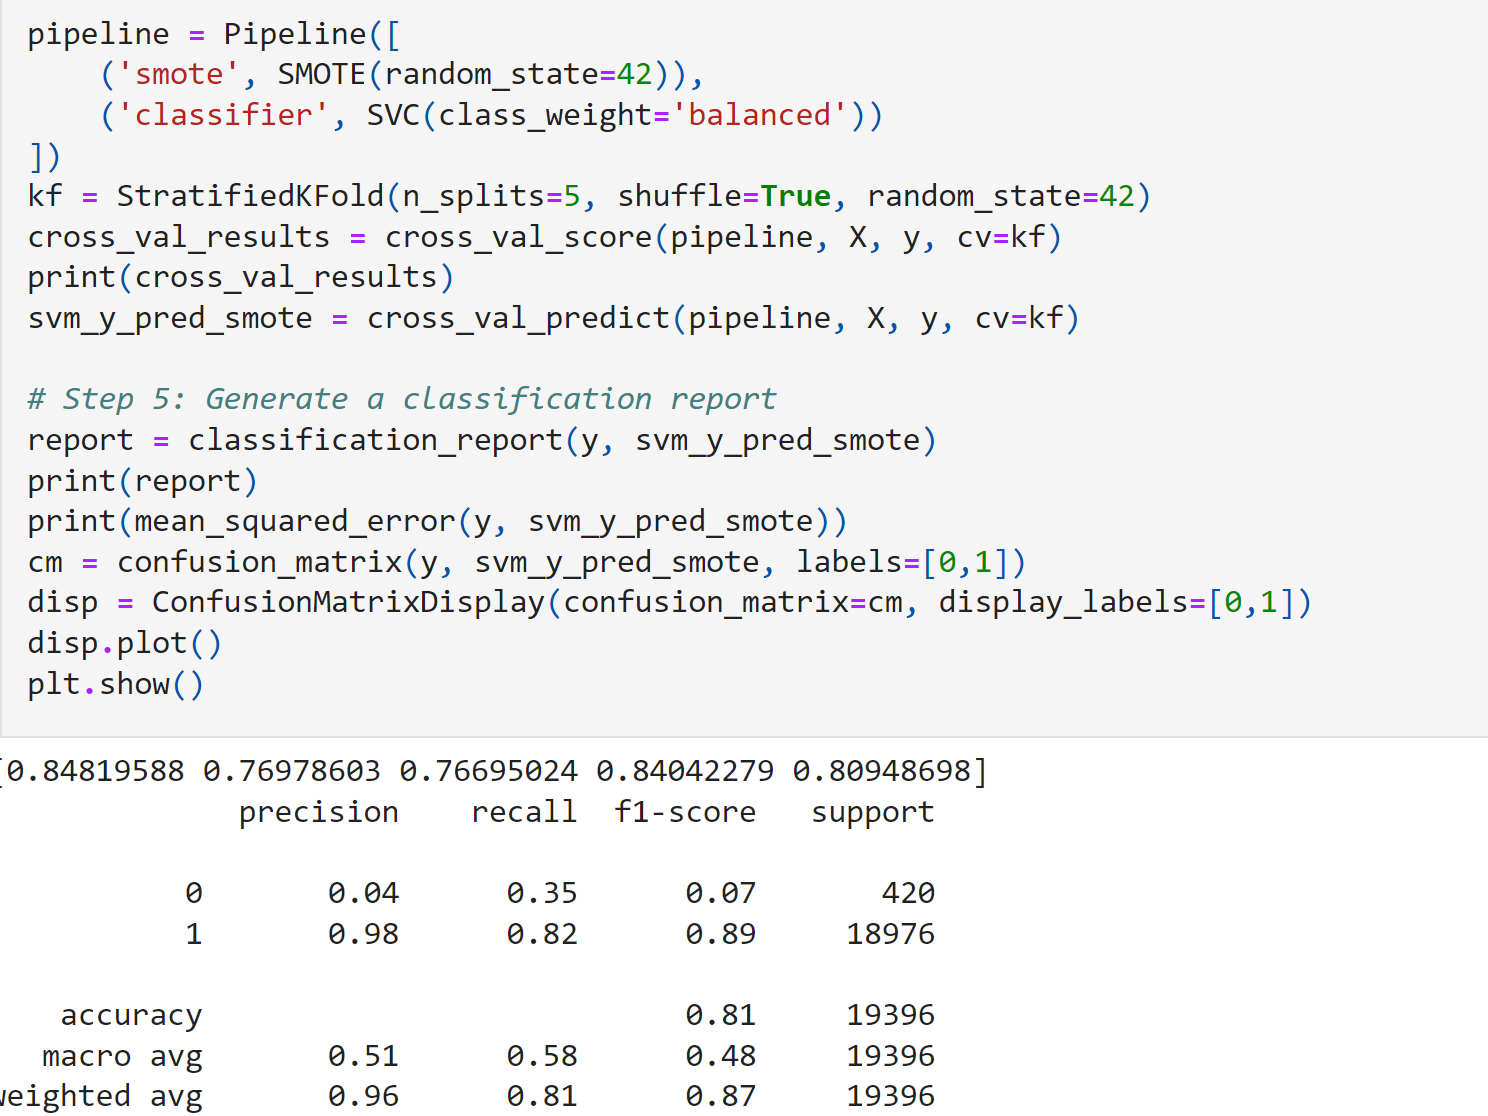 pipeline = Pipeline([
    ('smote', SMOTE(random_state=42)),
    ('classifier', SVC(class_weight='balanced'))
])
kf = StratifiedKFold(n_splits=5, shuffle=True, random_state=42)
cross_val_results = cross_val_score(pipeline, X, y, cv=kf)
print(cross_val_results)
svm_y_pred_smote = cross_val_predict(pipeline, X, y, cv=kf)

# Step 5: Generate a classification report
report = classification_report(y, svm_y_pred_smote)
print(report)
print(mean_squared_error(y, svm_y_pred_smote))
cm = confusion_matrix(y, svm_y_pred_smote, labels=[0,1])
disp = ConfusionMatrixDisplay(confusion_matrix=cm, display_labels=[0,1])
disp.plot()
plt.show()

[0.84819588 0.76978603 0.76695024 0.84042279 0.80948698]
             precision    recall  f1-score   support

          0       0.04      0.35      0.07       420
          1       0.98      0.82      0.89     18976

   accuracy                           0.81     19396
  macro avg       0.51      0.58      0.48     19396
weighted avg       0.96      0.81      0.87     19396